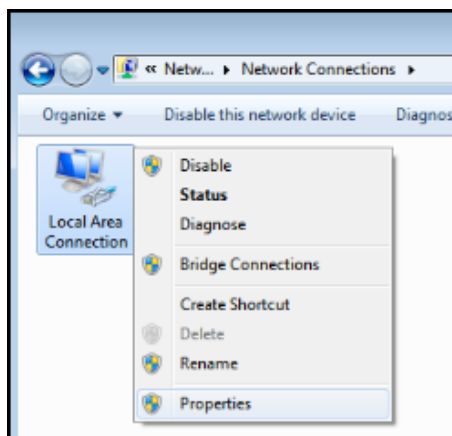 « Netw... ▸ Network Connections ▸
Organize ▾ Disable this network device Diagnos
Local Area
Connection
Disable
Status
Diagnose
Bridge Connections
Create Shortcut
Delete
Rename
Properties